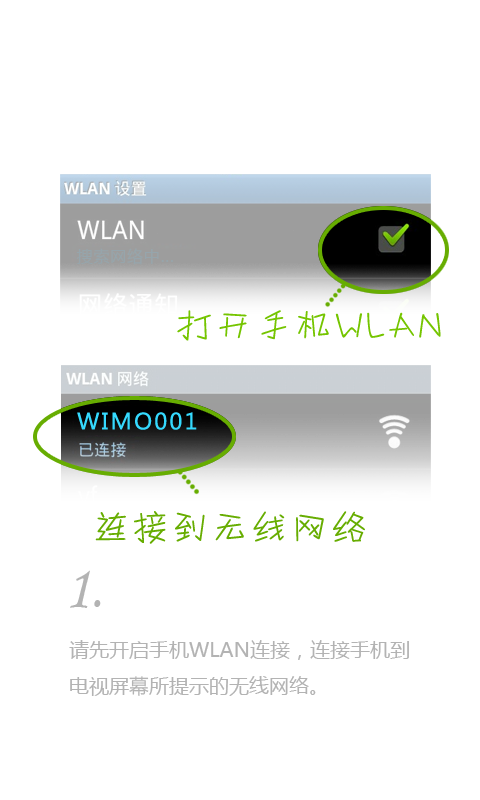 WLAN 设置
WLAN
网络通知
打开手机WLAN
WLAN 网络
WIMO001
已连接
连接到无线网络
1.
请先开启手机WLAN连接，连接手机到
电视屏幕所提示的无线网络。